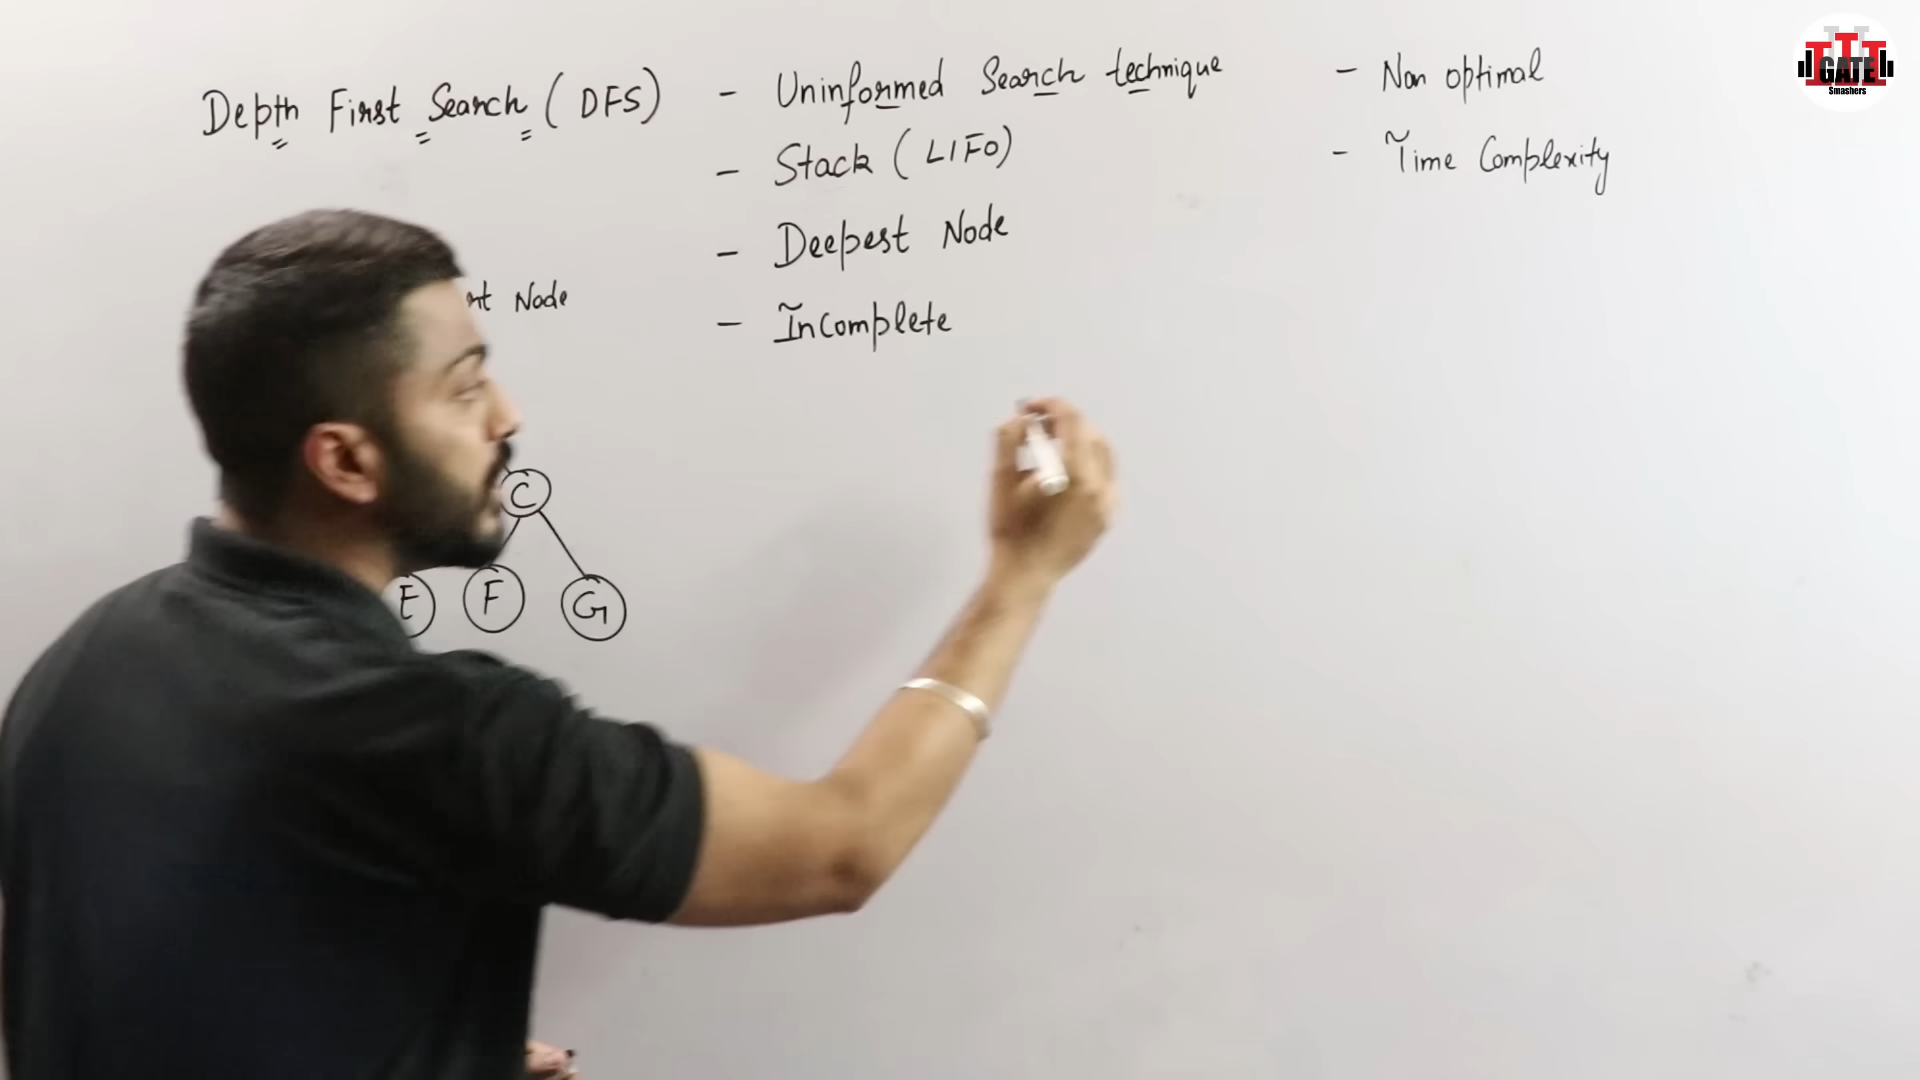 Depth First Search (DFS)
- Uninformed Search technique
- Stack (LIFO)
- Deepest Node
- Incomplete
- Non optimal
- Time Complexity
Node
C
E
F
G
GATE
Smashers